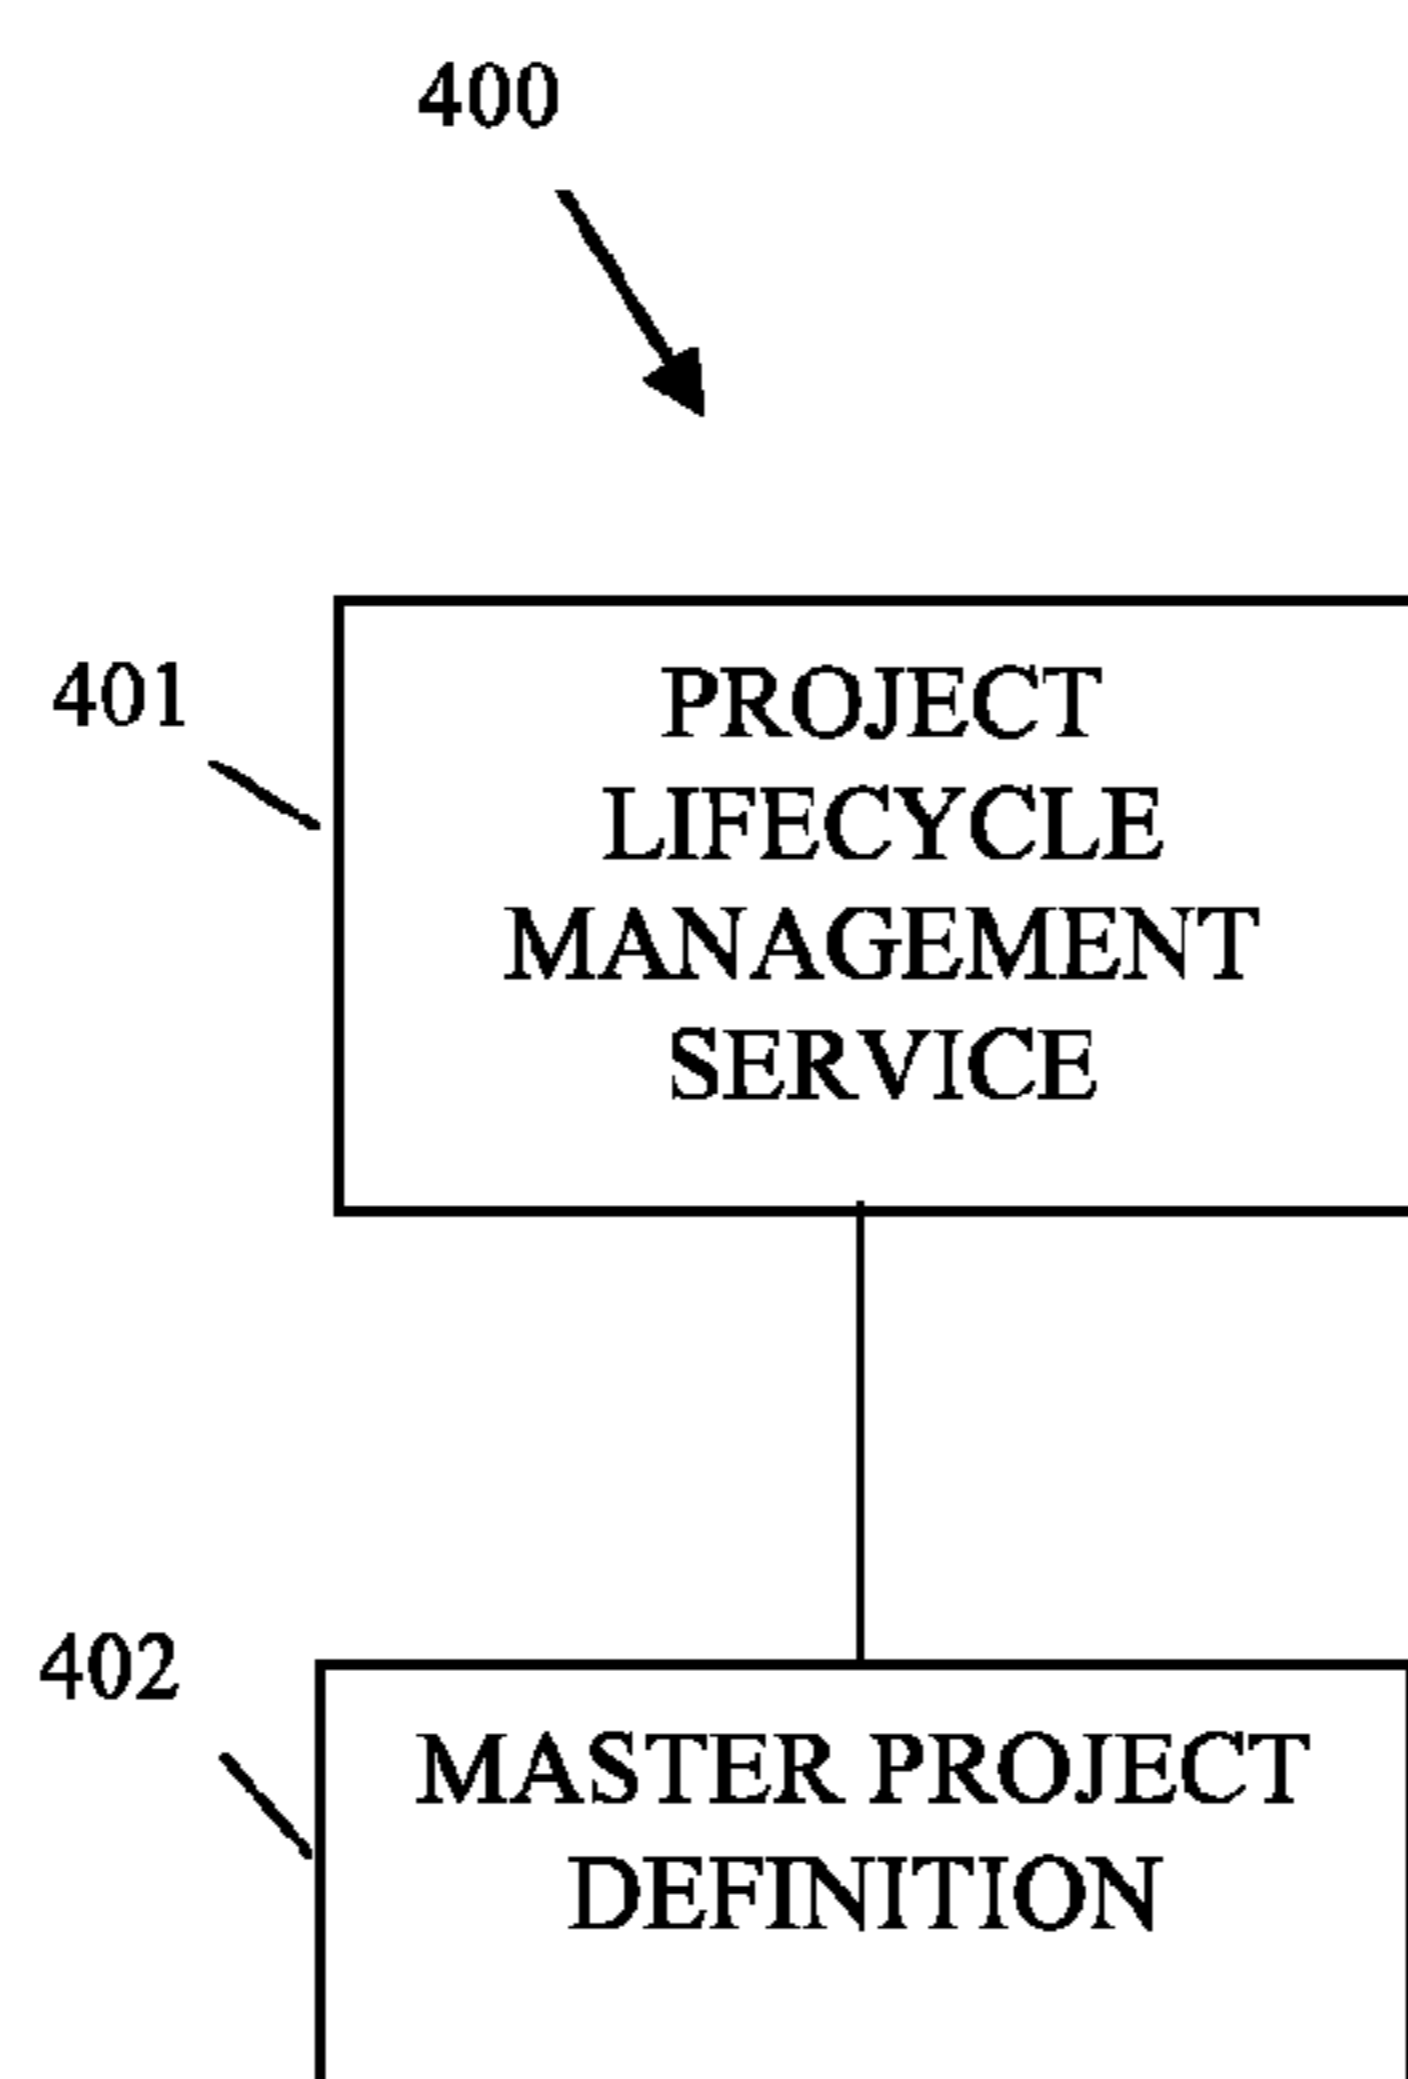 400
401
PROJECT
LIFECYCLE
MANAGEMENT
SERVICE
402
MASTER PROJECT
DEFINITION